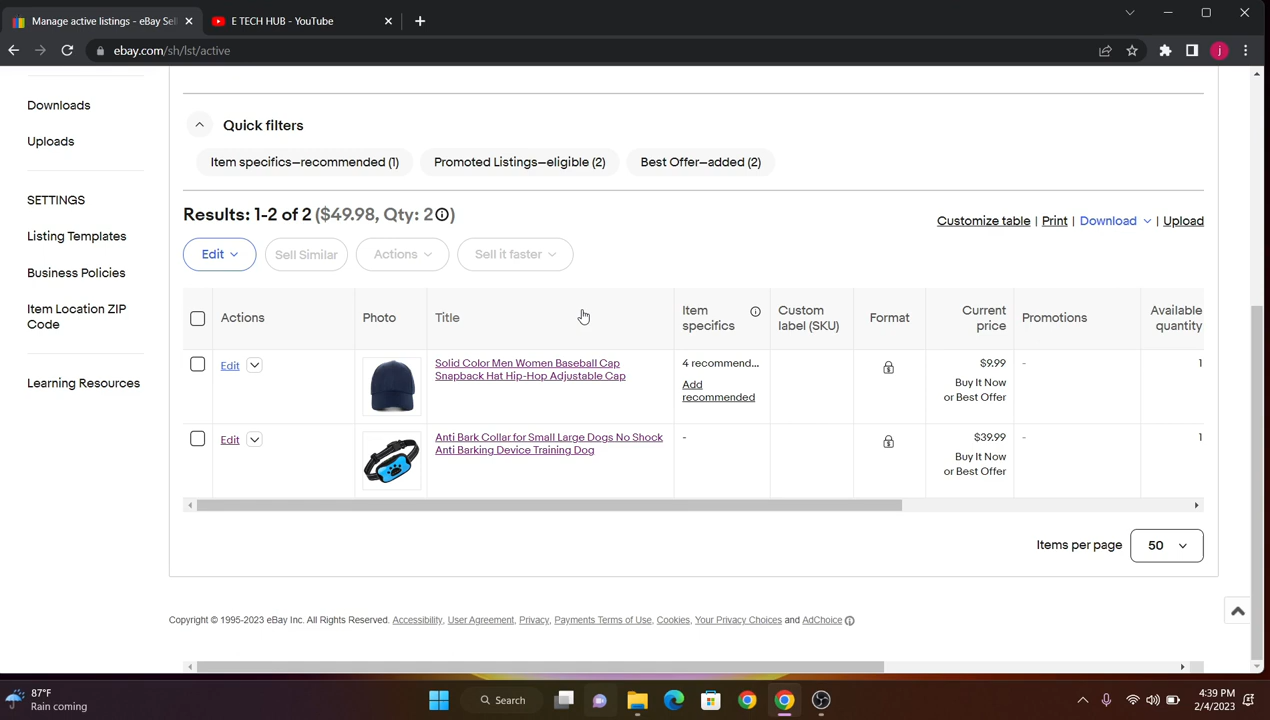 Manage active listings - eBay Sel
E TECH HUB - YouTube
ebay.com/sh/lst/active
j
Downloads
Uploads
SETTINGS
Listing Templates
Business Policies
Item Location ZIP
Code
Learning Resources
Quick filters
Item specifics—recommended (1)
Promoted Listings—eligible (2)
Best Offer—added (2)
Results: 1-2 of 2 ($49.98, Qty: 2)
Customize table | Print | Download | Upload
Edit
Sell Similar
Actions
Sell it faster
Actions
Photo
Title
Item
specifics
Custom
label (SKU)
Format
Current
price
Promotions
Available
quantity
Edit
Solid Color Men Women Baseball Cap
Snapback Hat Hip-Hop Adjustable Cap
4 recommend...
Add
recommended
$9.99
Buy It Now
or Best Offer
-
1
Edit
Anti Bark Collar for Small Large Dogs No Shock
Anti Barking Device Training Dog
-
$39.99
Buy It Now
or Best Offer
-
1
Items per page
50
Copyright © 1995-2023 eBay Inc. All Rights Reserved. Accessibility, User Agreement, Privacy, Payments Terms of Use, Cookies, Your Privacy Choices and AdChoice
87°F
Rain coming
Search
4:39 PM
2/4/2023